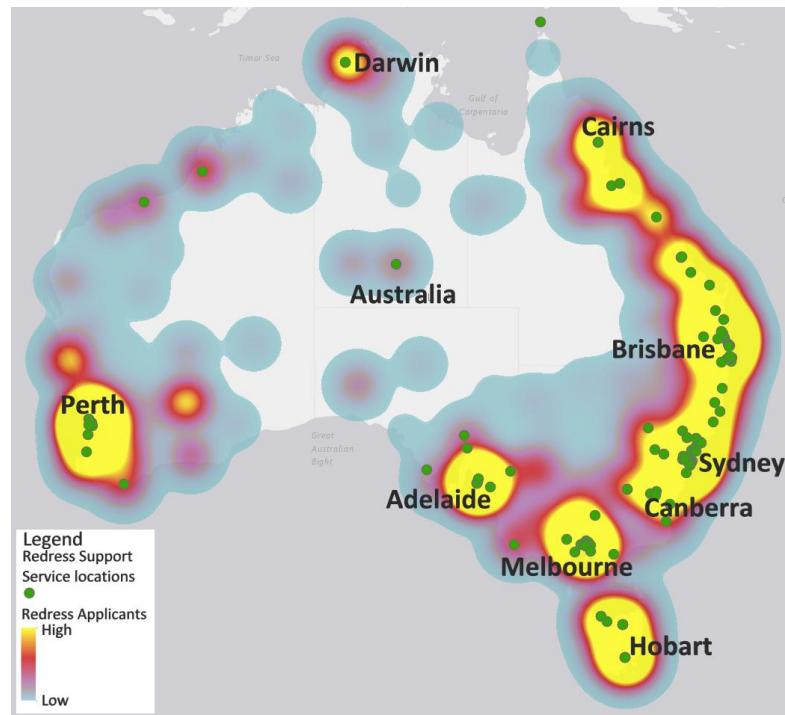 Timor Sea
Darwin
Gulf of
Carpentaria
Cairns
Australia
Brisbane
Perth
Great
Australian
Bight
Sydney
Adelaide
Canberra
Melbourne
Hobart
Legend
Redress Support
Service locations
Redress Applicants
High
Low